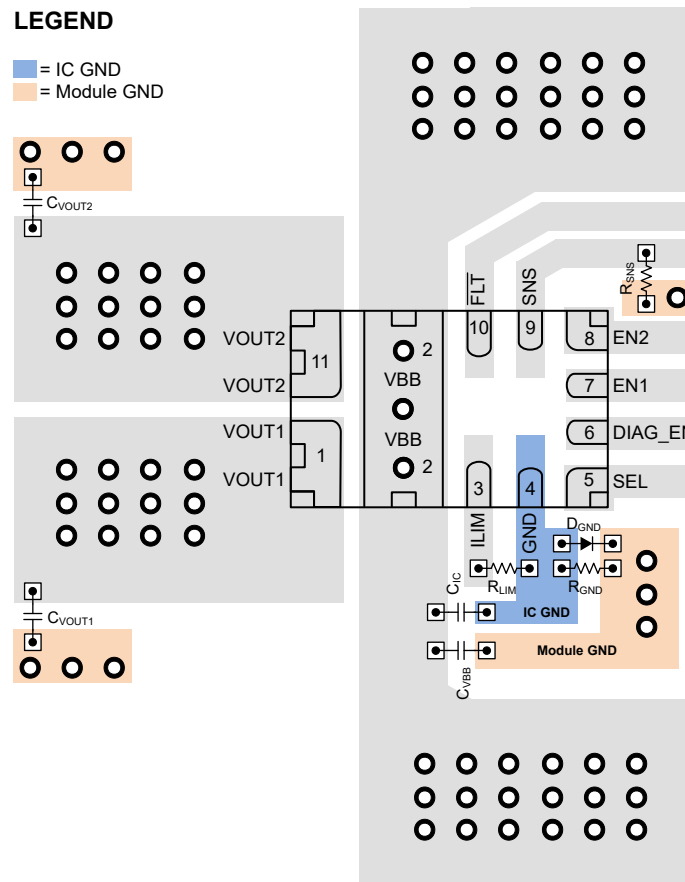 LEGEND
= IC GND
= Module GND
CVOUT2
RSNS
FLT
SNS
10
9
VOUT2
11
VOUT2
2
VBB
8
EN2
7
EN1
VOUT1
1
VOUT1
VBB
2
6
DIAG_EN
5
SEL
3
4
ILIM
GND
DGND
RLIM
RGND
CIC
IC GND
CVOUT1
Module GND
CVBB